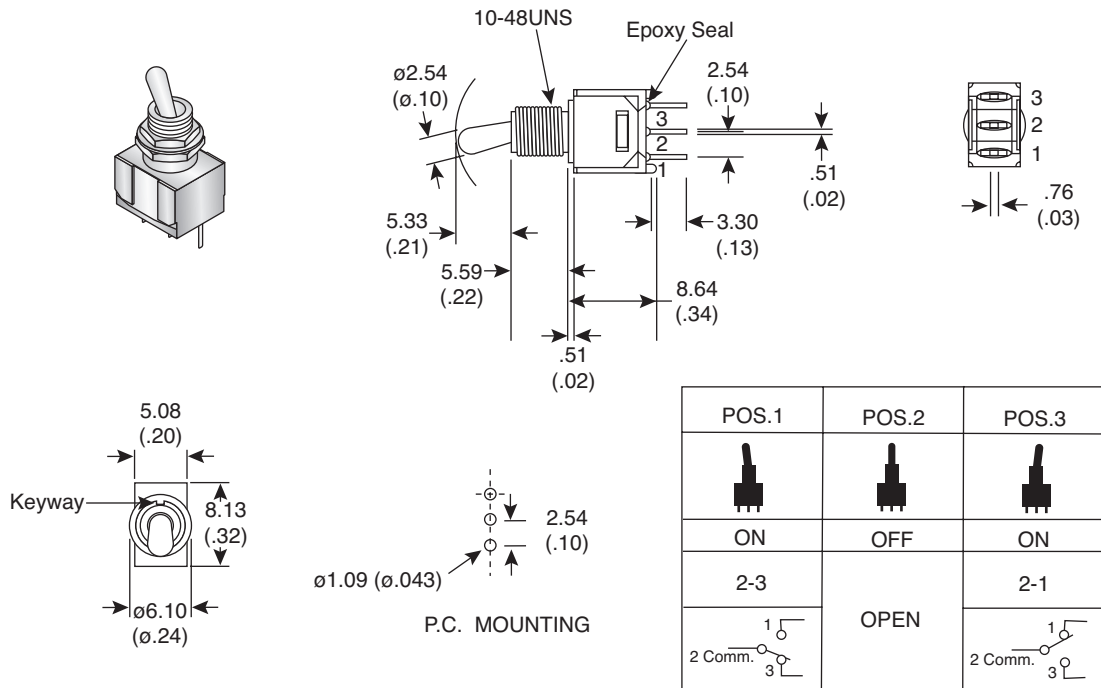 10-48UNS
Epoxy Seal
ø2.54
(ø.10)
2.54
(.10)
3
2
1
.51
(.02)
3
2
1
.76
(.03)
5.33
(.21)
3.30
(.13)
5.59
(.22)
8.64
(.34)
.51
(.02)
5.08
(.20)
Keyway
8.13
(.32)
ø6.10
(ø.24)
2.54
(.10)
ø1.09 (ø.043)
P.C. MOUNTING
POS.1 POS.2 POS.3
ON OFF ON
2-3 OPEN 2-1
1
2 Comm.
3
1
2 Comm.
3